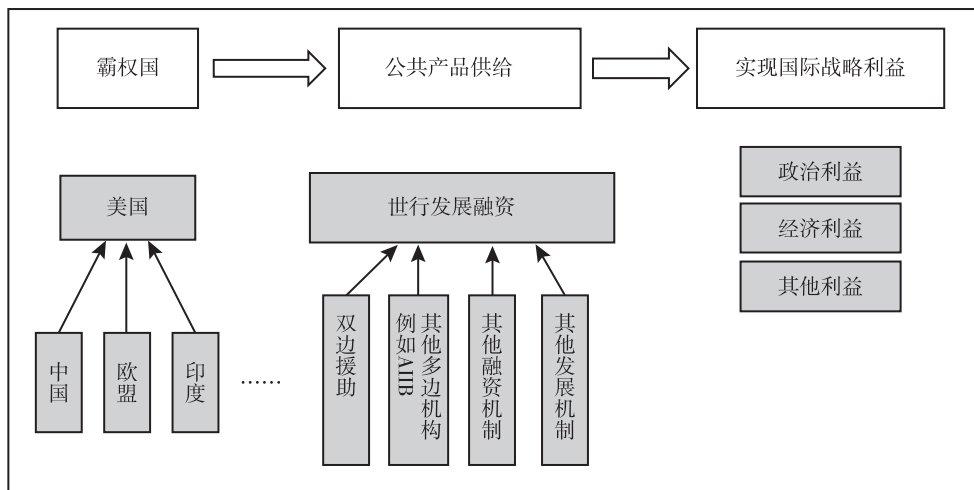 霸权国
公共产品供给
实现国际战略利益
美国
世行发展融资
政治利益
经济利益
其他利益
中国
欧盟
印度
……
双边援助
其他多边机构
例如AIIB
其他融资机制
其他发展机制